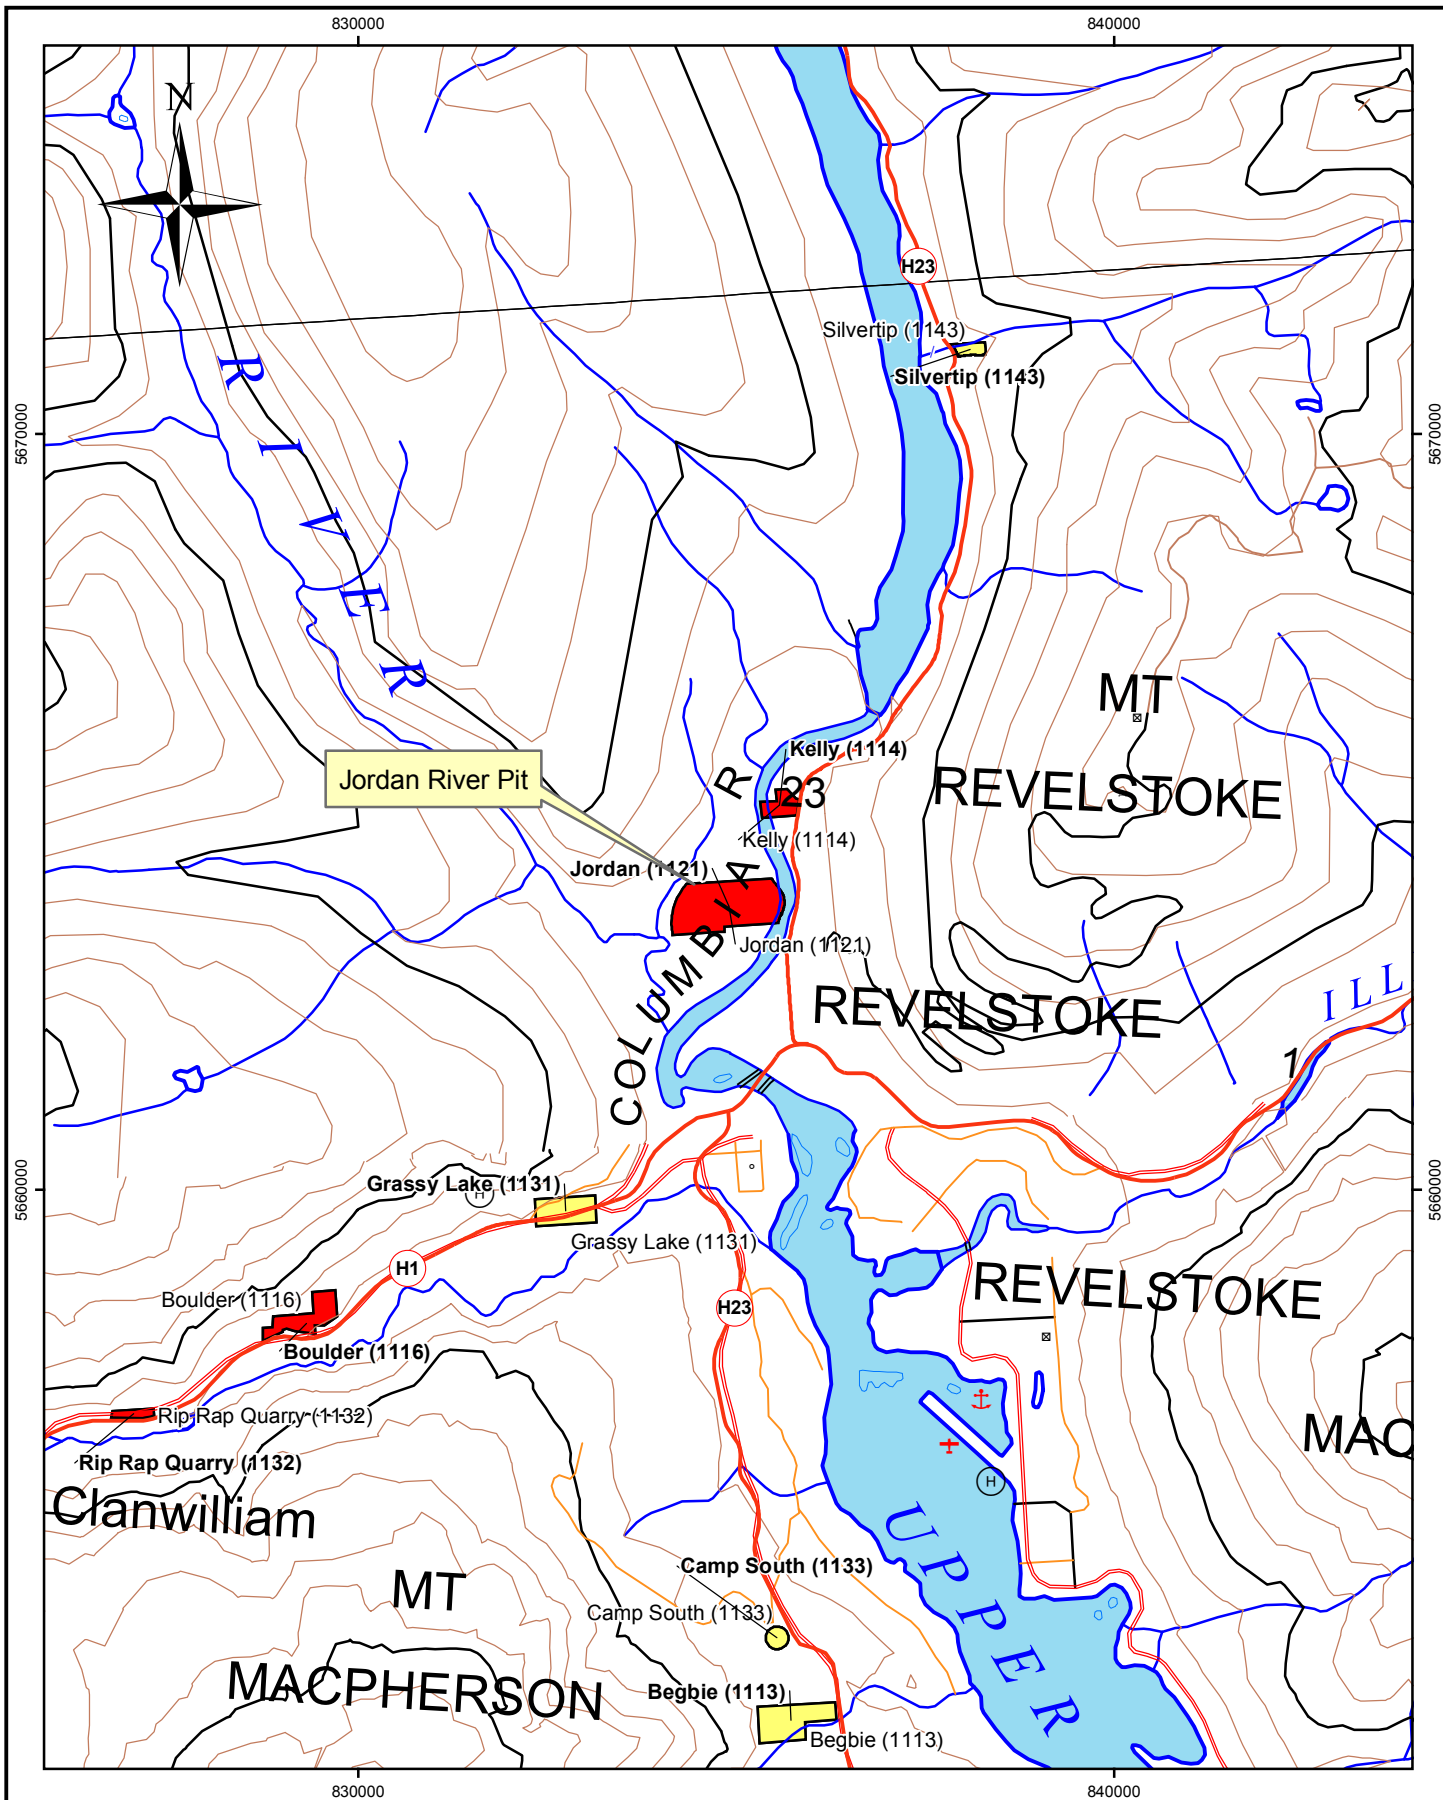 830000
840000
N
H23
Silvertip (1143)
Silvertip (1143)
RIVER
5670000
5670000
MT
REVELSTOKE
Kelly (1114)
23
Kelly (1114)
Jordan River Pit
Jordan (1121)
Jordan (1121)
COLUMBIA R
REVELSTOKE
ILL
1
5660000
5660000
Grassy Lake (1131)
H
Grassy Lake (1131)
H1
H23
REVELSTOKE
Boulder (1116)
Boulder (1116)
Rip Rap Quarry (1132)
Rip Rap Quarry (1132)
MAC
H
Clanwilliam
UPPER
Camp South (1133)
Camp South (1133)
MT
MACPHERSON
Begbie (1113)
Begbie (1113)
830000
840000